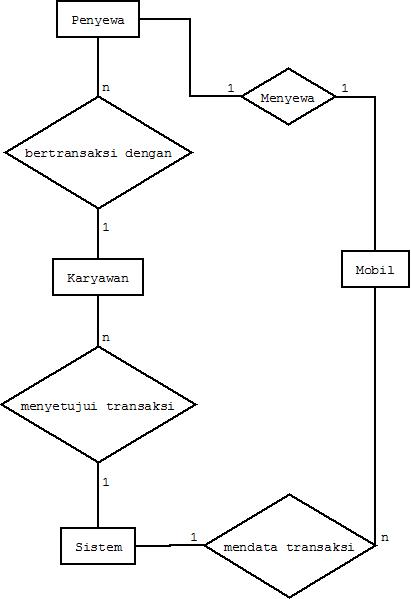 Penyewa
1
Menyewa
1
n
bertransaksi dengan
1
Karyawan
Mobil
n
menyetujui transaksi
1
Sistem
1
mendata transaksi
n